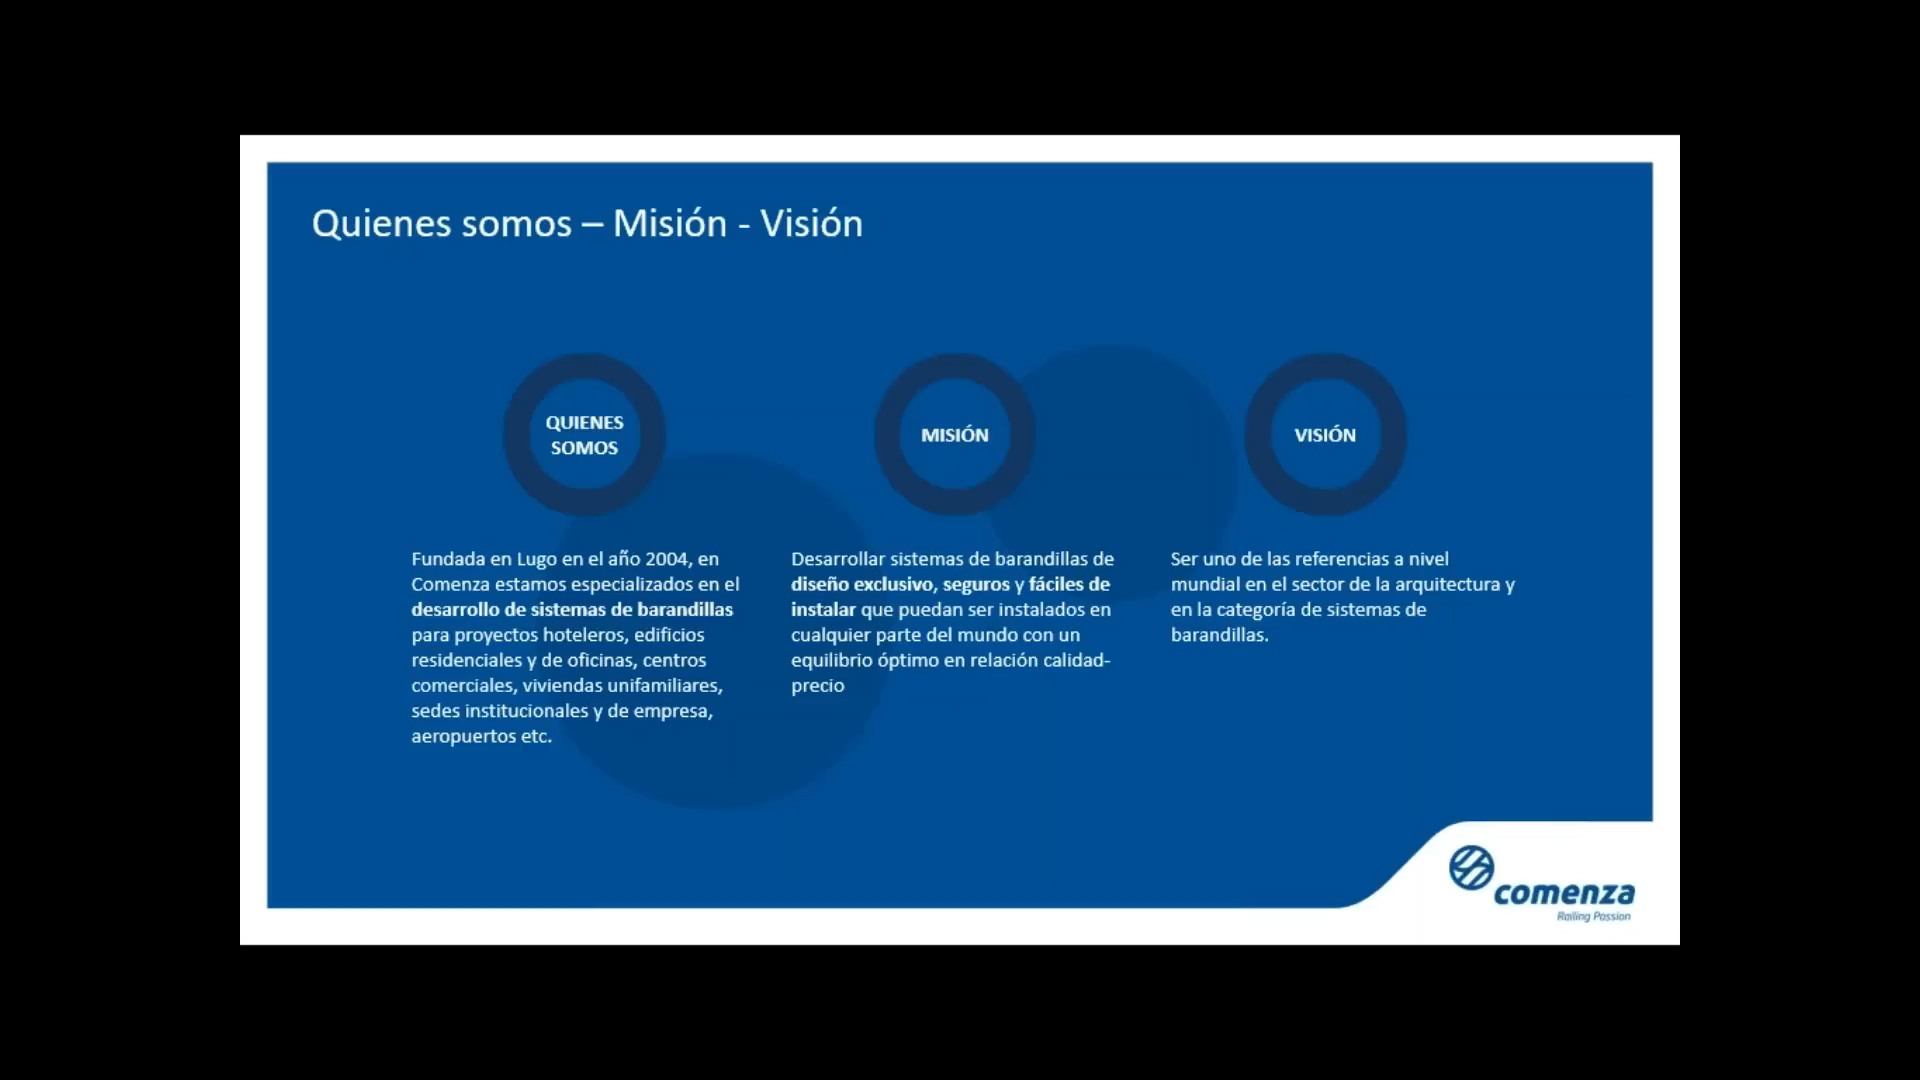 Quienes somos – Misión - Visión
QUIENES
SOMOS
Fundada en Lugo en el año 2004, en
Comenza estamos especializados en el
desarrollo de sistemas de barandillas
para proyectos hoteleros, edificios
residenciales y de oficinas, centros
comerciales, viviendas unifamiliares,
sedes institucionales y de empresa,
aeropuertos etc.
MISIÓN
Desarrollar sistemas de barandillas de
diseño exclusivo, seguros y fáciles de
instalar que puedan ser instalados en
cualquier parte del mundo con un
equilibrio óptimo en relación calidad-
precio
VISIÓN
Ser uno de las referencias a nivel
mundial en el sector de la arquitectura y
en la categoría de sistemas de
barandillas.
comenza
Railing Passion